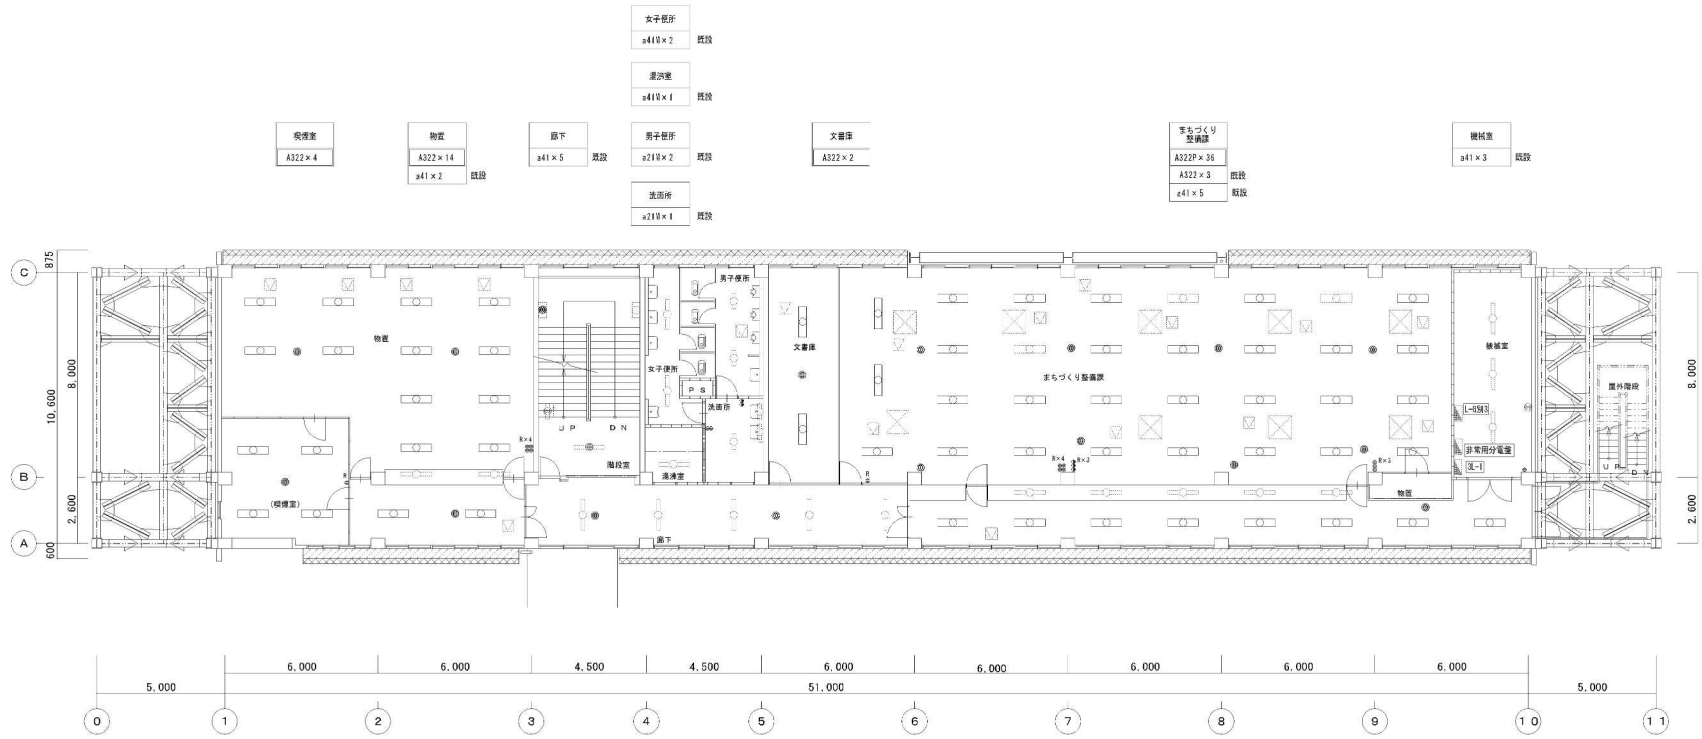 女子便所
既設
湯沸室
既設
喫煙室
A322×4
物置
A322×14
a41×2 既設
廊下
a41×5 既設
男子便所
既設
洗面所
既設
文書庫
A322×2
まちづくり
整備課
A322P×36
A322×3 既設
a41×5 既設
機械室
a41×3 既設
C
875
男子便所
物置
文書庫
機械室
まちづくり整備課
女子便所
PS
洗面所
屋外階段
8,000
10,600
8,000
UP DN
R×4
階段室
湯沸室
R
R×4
R×2
R×3
非常用分電盤
3L-1
UP DN
B
R
(喫煙室)
物置
2,600
2,600
A
廊下
600
6,000
6,000
4,500
4,500
6,000
6,000
6,000
6,000
6,000
5,000
51,000
5,000
0
1
2
3
4
5
6
7
8
9
10
11